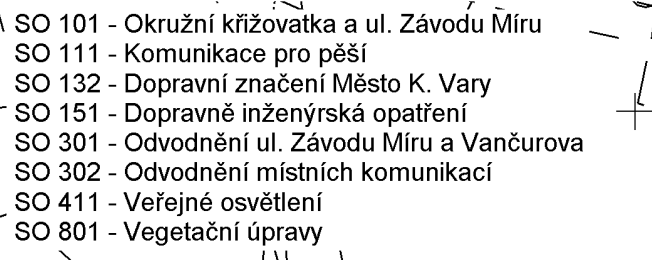 SO 101 - Okružní křižovatka a ul. Závodu Míru
SO 111 - Komunikace pro pěší
SO 132 - Dopravní značení Město K. Vary
SO 151 - Dopravně inženýrská opatření
SO 301 - Odvodnění ul. Závodu Míru a Vančurova
SO 302 - Odvodnění místních komunikací
SO 411 - Veřejné osvětlení
SO 801 - Vegetační úpravy